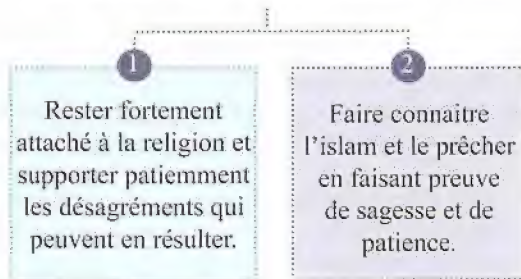 1
Rester fortement
attaché à la religion et
supporter patiemment
les désagréments qui
peuvent en résulter.
2
Faire connaitre
l'islam et le prêcher
en faisant preuve
de sagesse et de
patience.